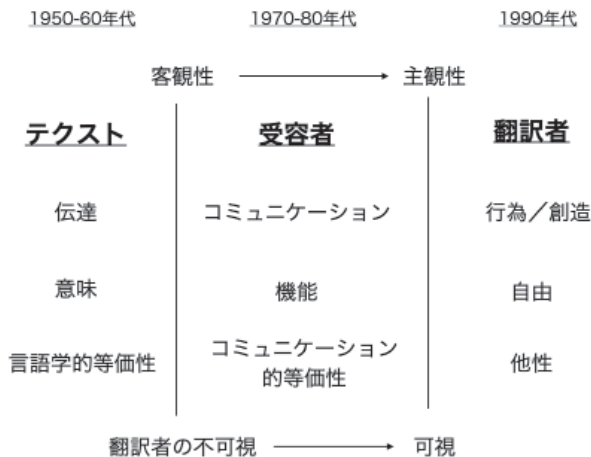 1950-60年代 1970-80年代 1990年代
客観性 主観性
テクスト 受容者 翻訳者
伝達 コミュニケーション 行為／創造
意味 機能 自由
言語学的等価性 コミュニケーション 他性
的等価性
翻訳者の不可視 可視